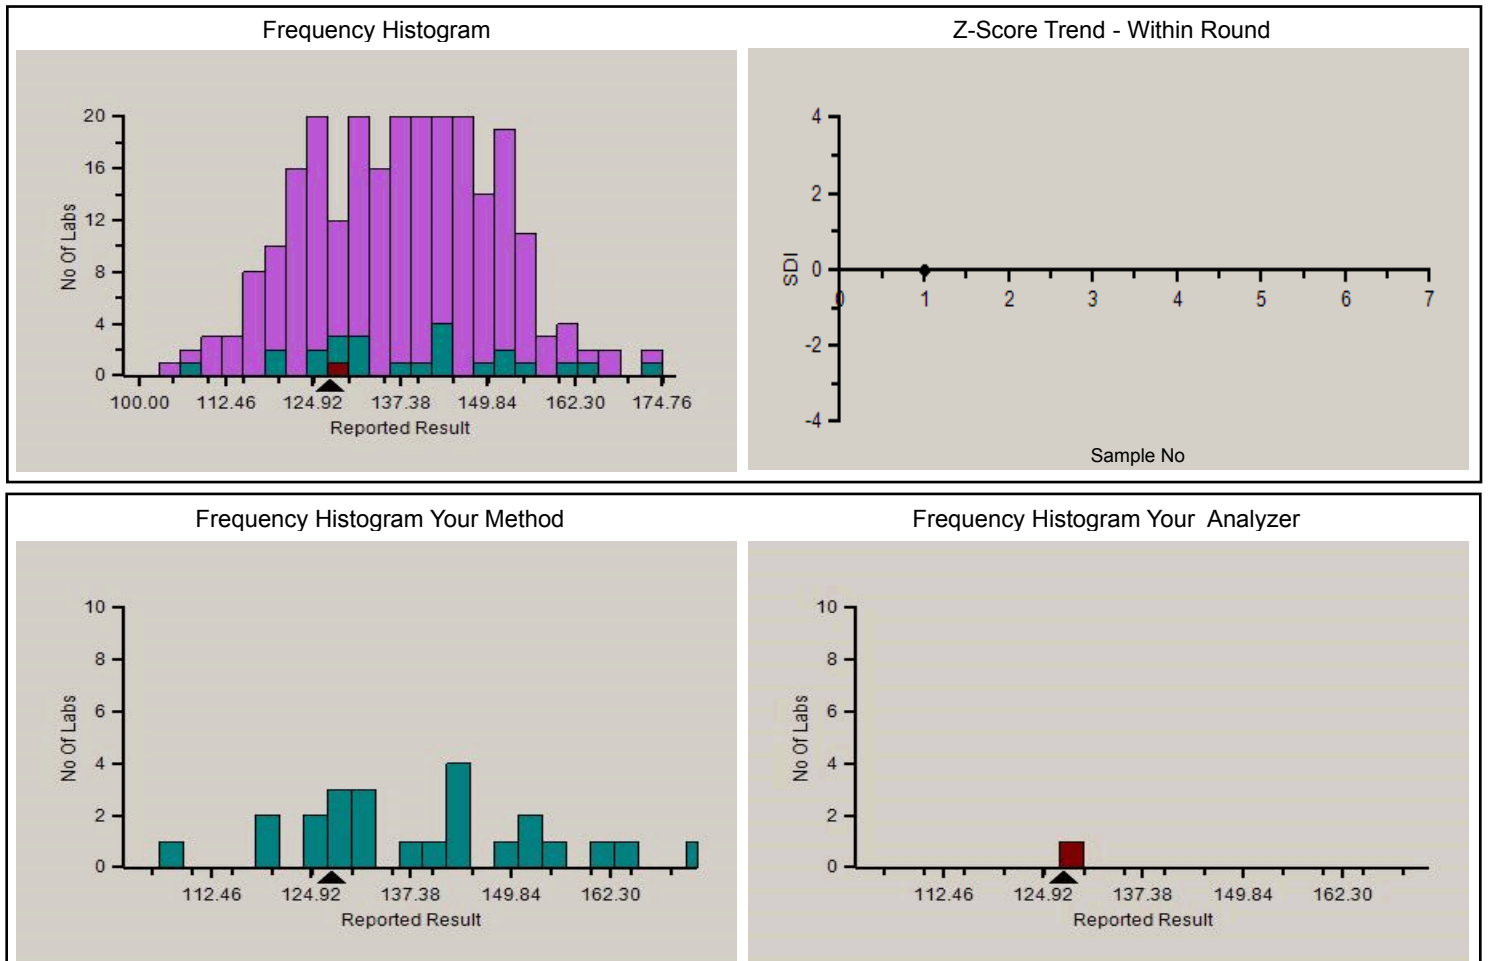 Frequency Histogram
20
16
12
8
4
0
No Of Labs
100.00 112.46 124.92 137.38 149.84 162.30 174.76
Reported Result
Z-Score Trend - Within Round
4
2
0
-2
-4
SDI
0 1 2 3 4 5 6 7
Sample No
Frequency Histogram Your Method
10
8
6
4
2
0
No Of Labs
112.46 124.92 137.38 149.84 162.30
Reported Result
Frequency Histogram Your Analyzer
10
8
6
4
2
0
No Of Labs
112.46 124.92 137.38 149.84 162.30
Reported Result